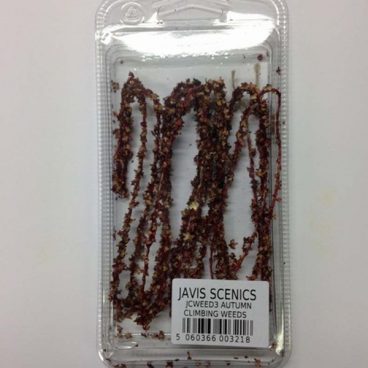 JAVIS SCENICS
JCWEED3 AUTUMN
CLIMBING WEEDS
5 060366 003218